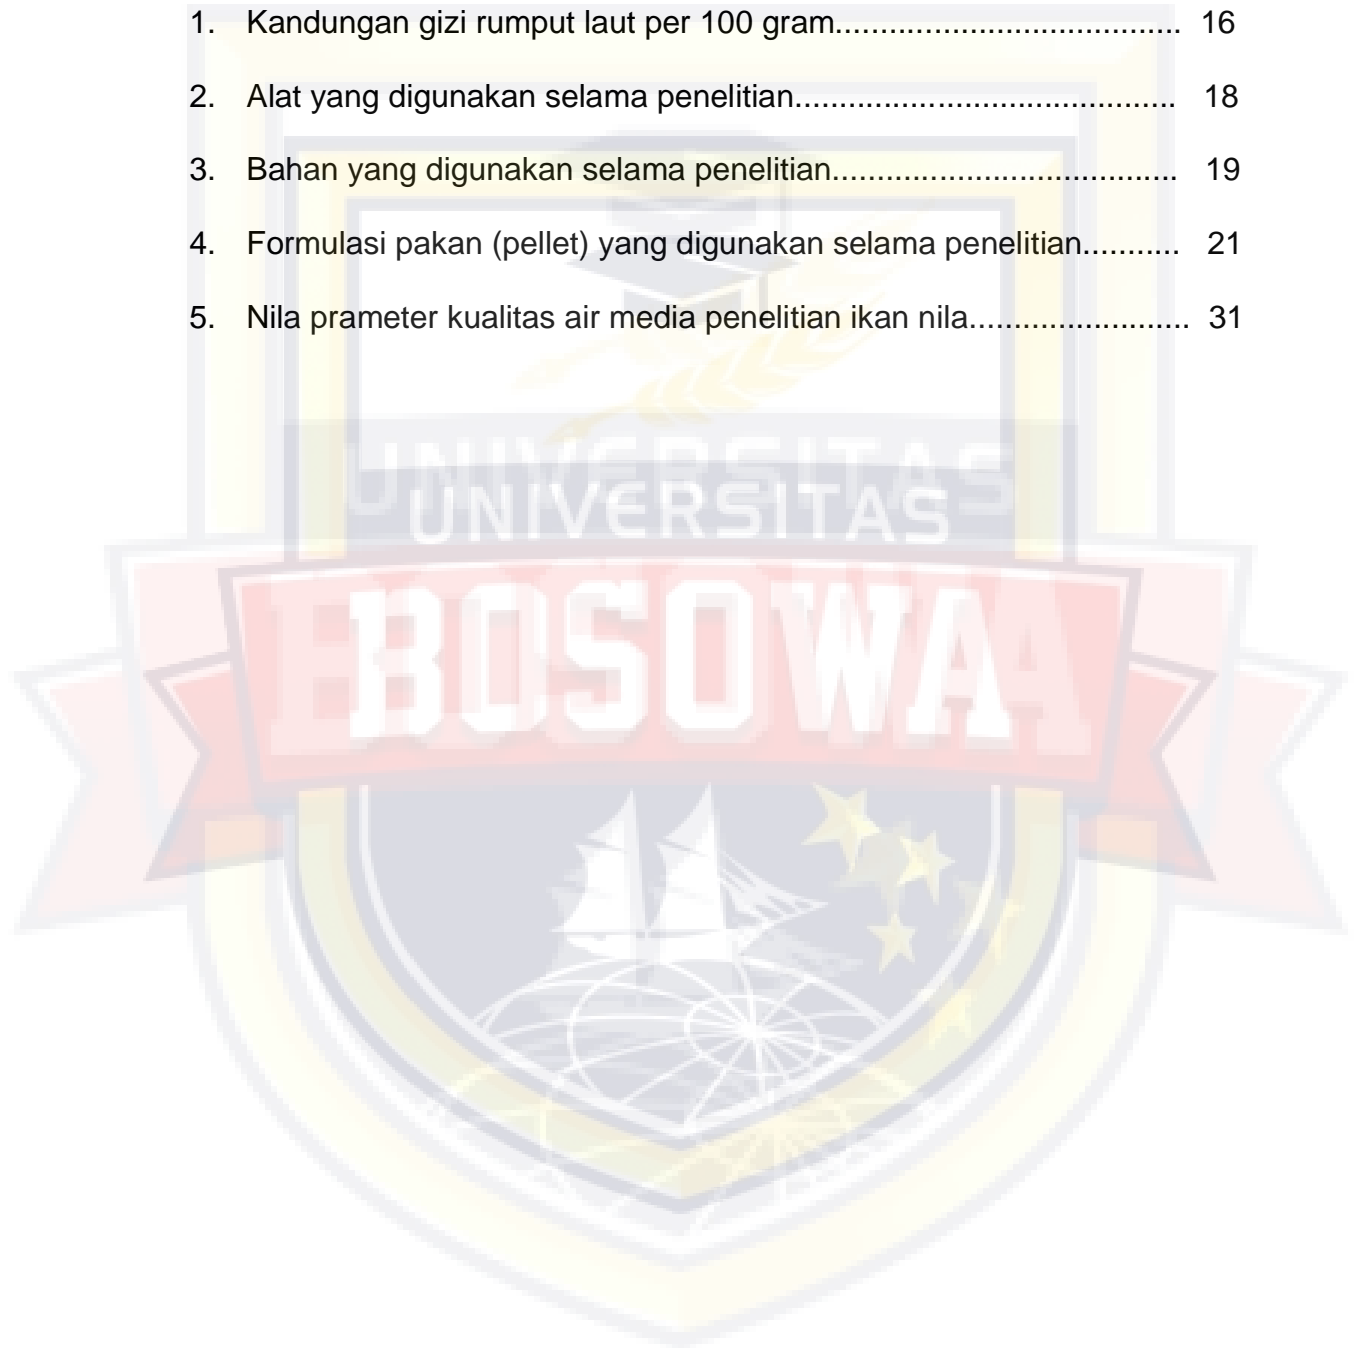 1. Kandungan gizi rumput laut per 100 gram...................................... 16
2. Alat yang digunakan selama penelitian.......................................... 18
3. Bahan yang digunakan selama penelitian...................................... 19
4. Formulasi pakan (pellet) yang digunakan selama penelitian........... 21
5. Nila prameter kualitas air media penelitian ikan nila........................ 31
UNIVERSITAS
UNIVERSITAS
BOSOWA
BOSOWA